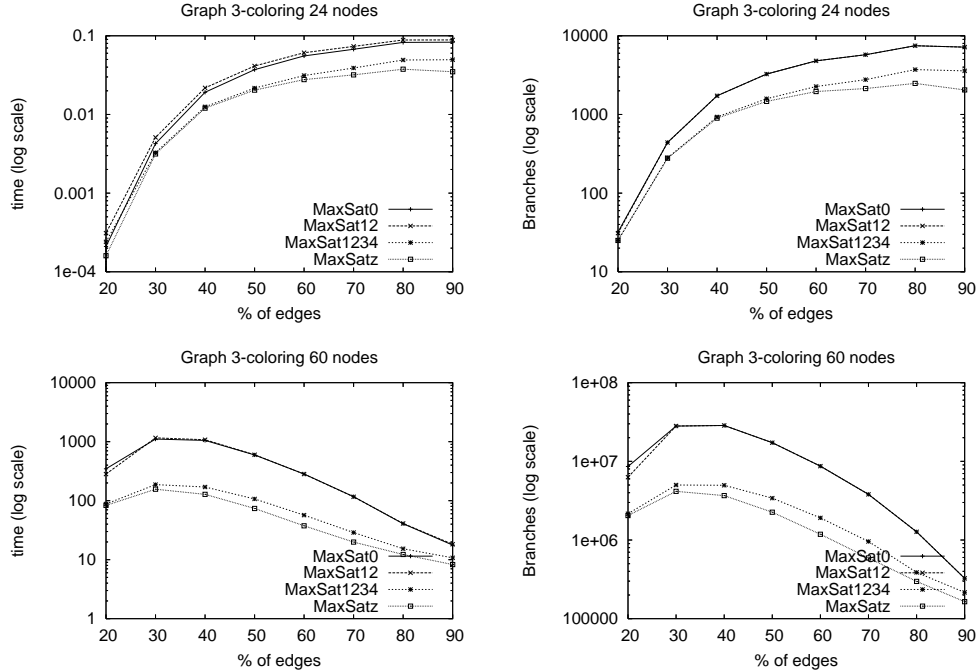 Graph 3-coloring 24 nodes
time (log scale)
0.1
0.01
0.001
1e-04
MaxSat0
MaxSat12
MaxSat1234
MaxSatz
20 30 40 50 60 70 80 90
% of edges
Graph 3-coloring 24 nodes
Branches (log scale)
10000
1000
100
10
MaxSat0
MaxSat12
MaxSat1234
MaxSatz
20 30 40 50 60 70 80 90
% of edges
Graph 3-coloring 60 nodes
time (log scale)
10000
1000
100
10
1
MaxSat0
MaxSat12
MaxSat1234
MaxSatz
20 30 40 50 60 70 80 90
% of edges
Graph 3-coloring 60 nodes
Branches (log scale)
1e+08
1e+07
1e+06
100000
MaxSat0
MaxSat12
MaxSat1234
MaxSatz
20 30 40 50 60 70 80 90
% of edges